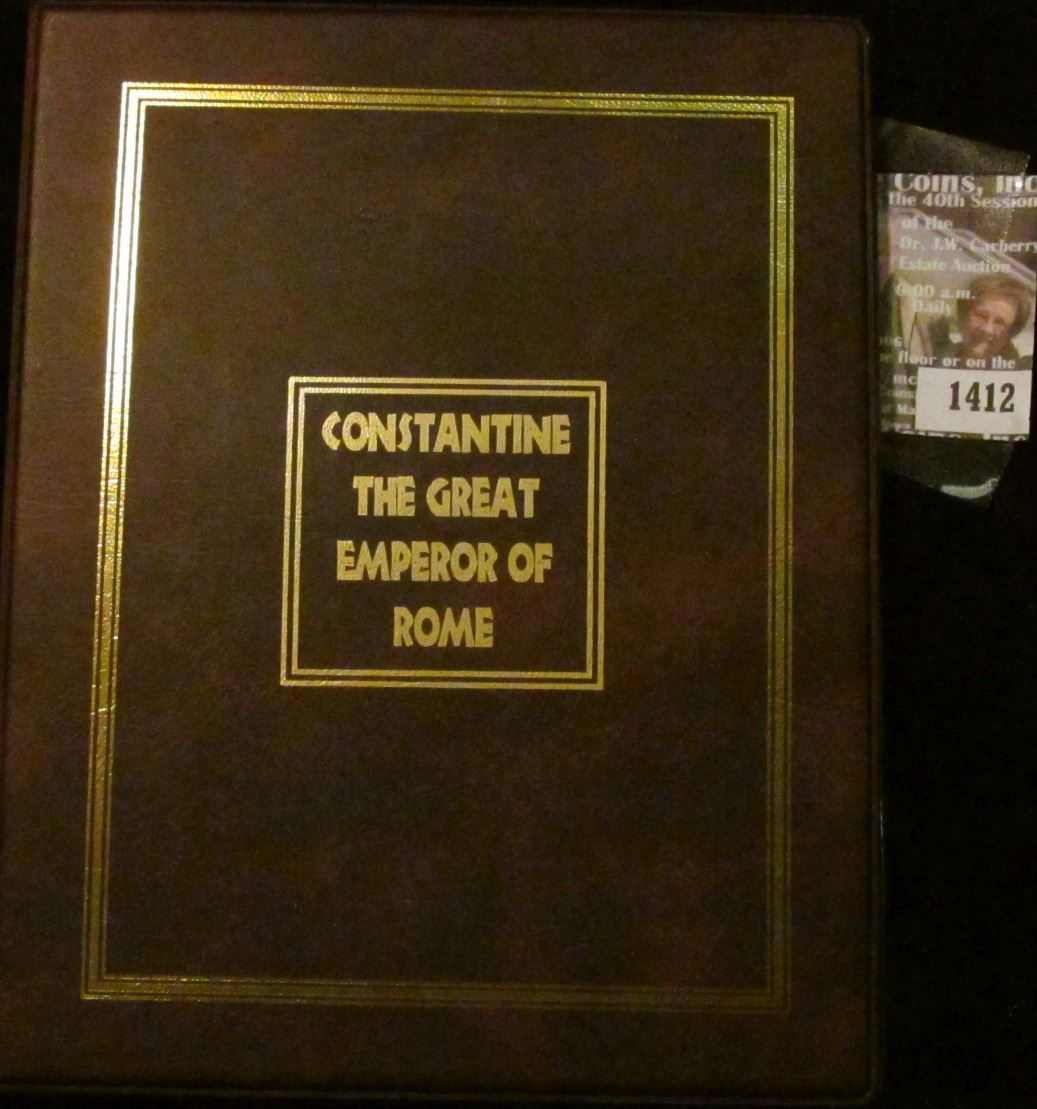 CONSTANTINE
THE GREAT
EMPEROR OF
ROME
Coins, Inc
the 40th Session
of the
Dr. J.W. Carberry
Estate Auction
9:00 a.m.
Daily
floor or on the
1412